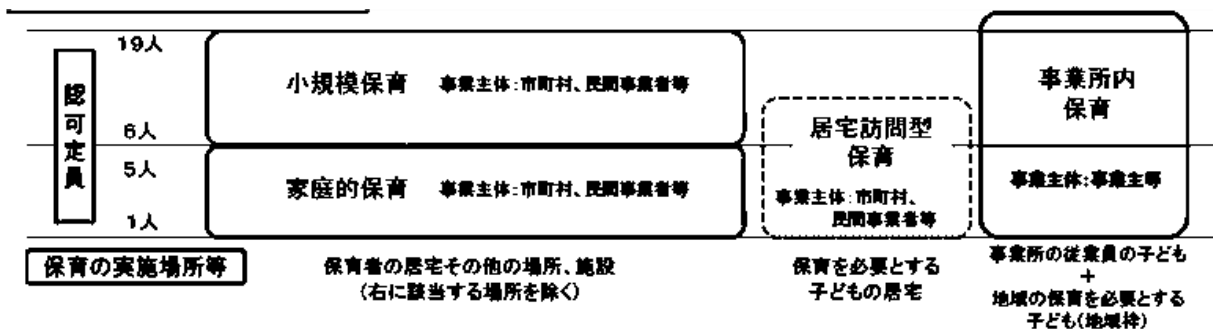 認可定員
19人
6人
5人
1人
小規模保育 事業主体:市町村、民間事業者等
家庭的保育 事業主体:市町村、民間事業者等
居宅訪問型
保育
事業主体:市町村、
民間事業者等
事業所内
保育
事業主体:事業主等
保育の実施場所等
保育者の居宅その他の場所、施設
(右に該当する場所を除く)
保育を必要とする
子どもの居宅
事業所の従業員の子ども
+
地域の保育を必要とする
子ども(地域枠)